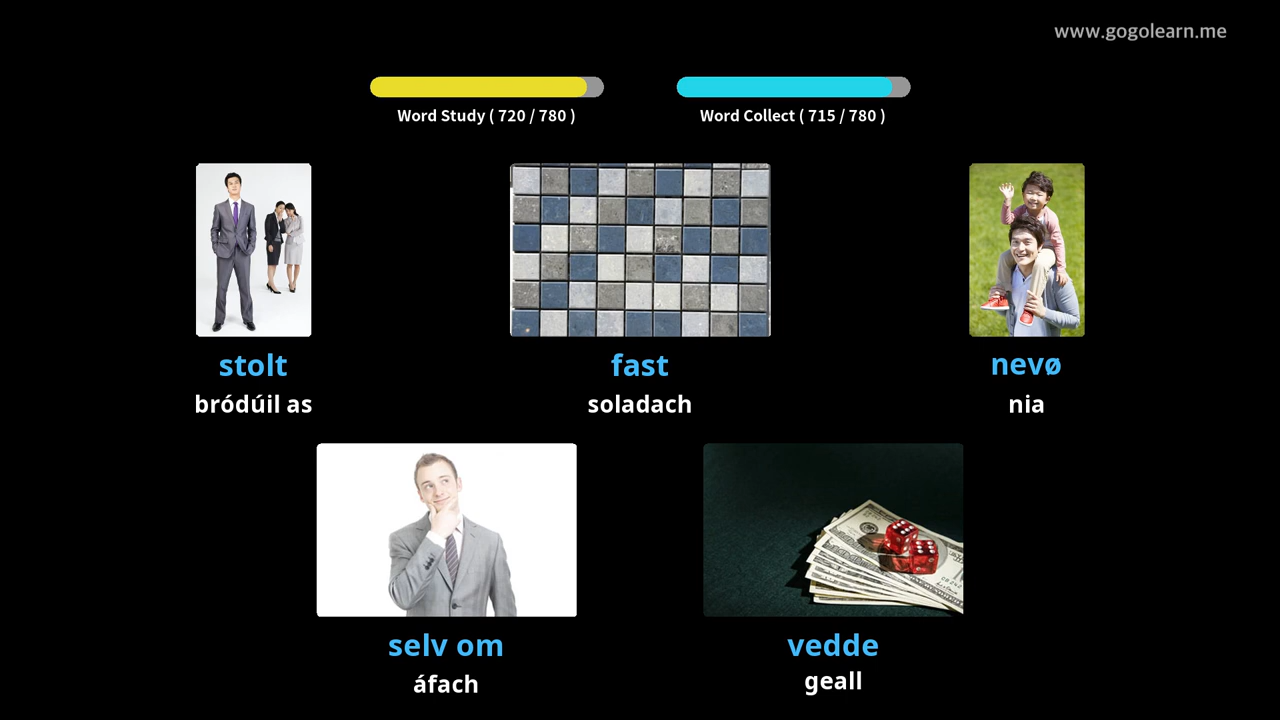 www.gogolearn.me
Word Study ( 720 / 780 )
Word Collect ( 715 / 780 )
stolt
bródúil as
fast
soladach
nevø
nia
selv om
áfach
vedde
geall